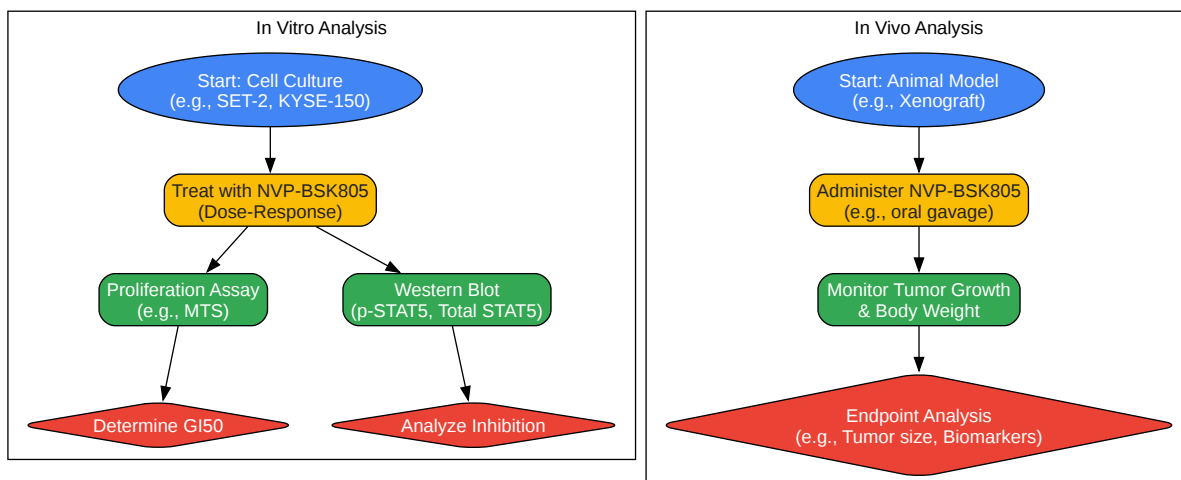 In Vitro Analysis
Start: Cell Culture
(e.g., SET-2, KYSE-150)
Treat with NVP-BSK805
(Dose-Response)
Proliferation Assay
(e.g., MTS)
Western Blot
(p-STAT5, Total STAT5)
Determine GI50
Analyze Inhibition
In Vivo Analysis
Start: Animal Model
(e.g., Xenograft)
Administer NVP-BSK805
(e.g., oral gavage)
Monitor Tumor Growth
& Body Weight
Endpoint Analysis
(e.g., Tumor size, Biomarkers)